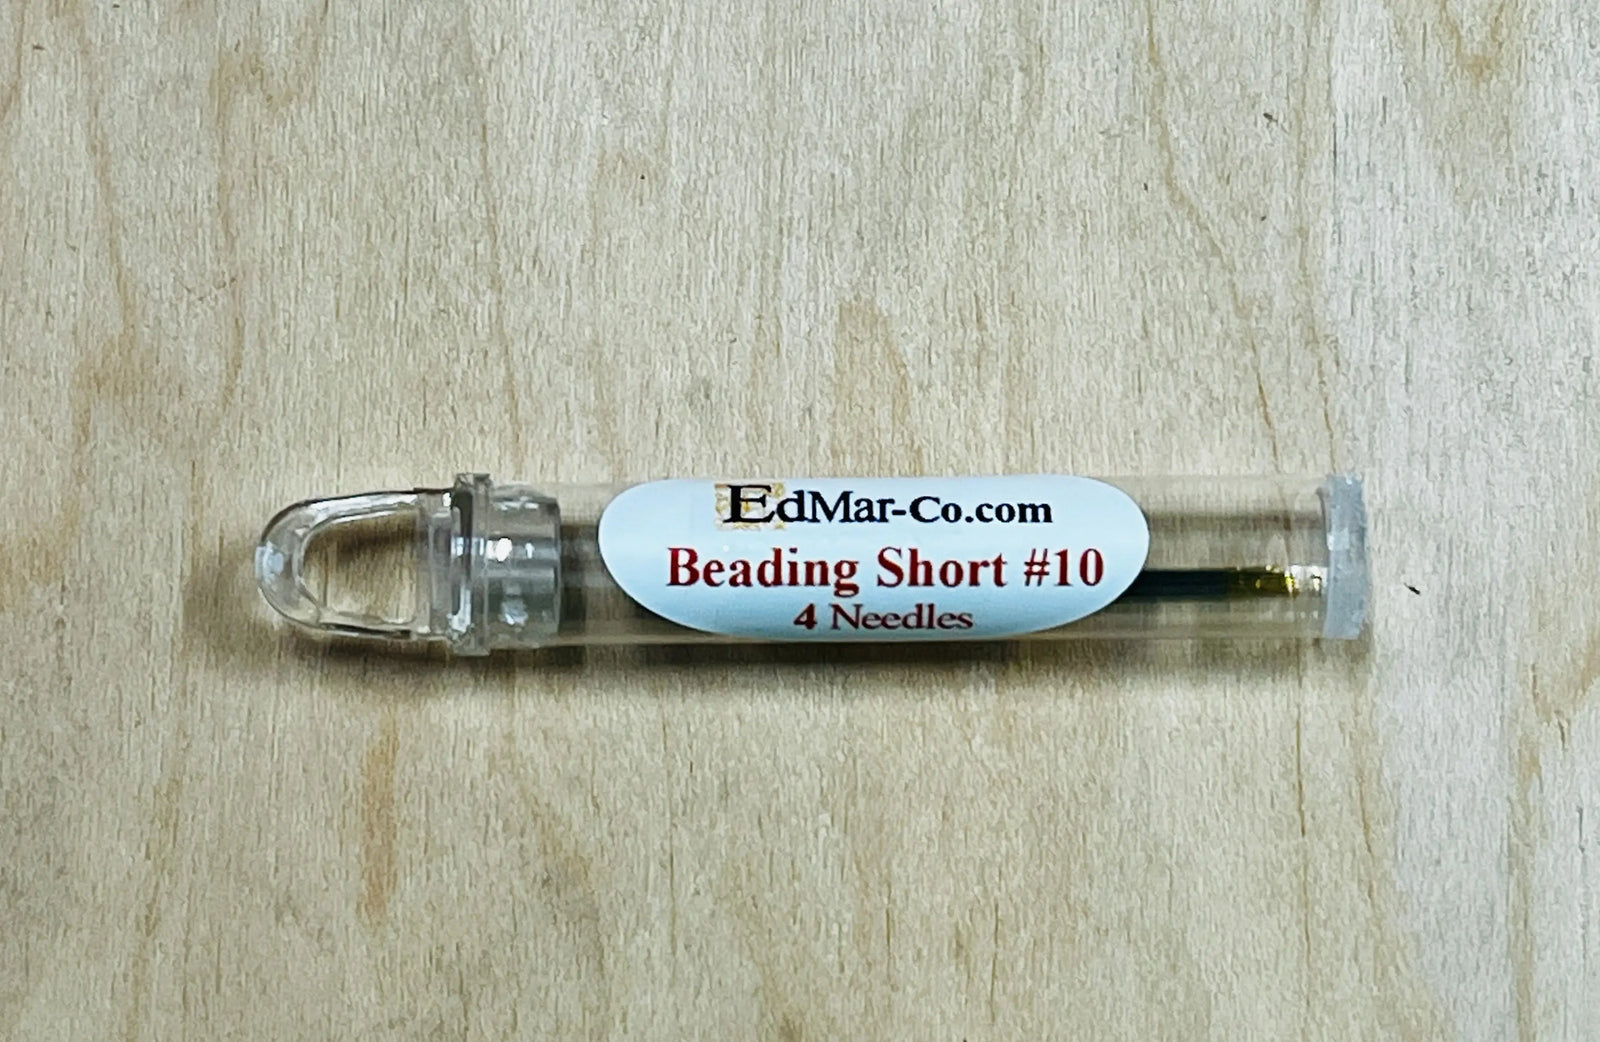 EdMar-Co.com
Beading Short #10
4 Needles